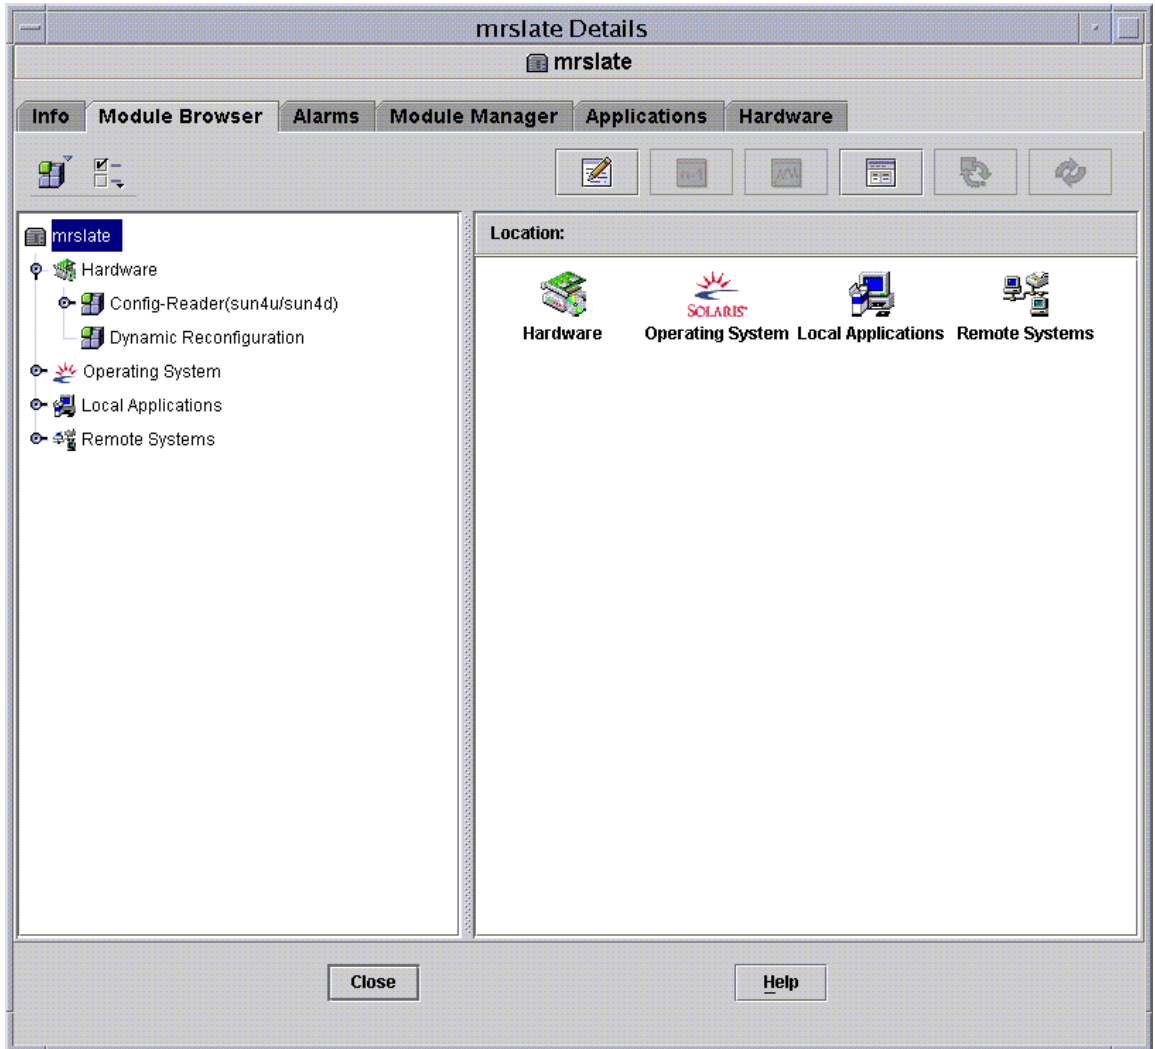 mrslate Details
mrslate
Info Module Browser Alarms Module Manager Applications Hardware
mrslate
Hardware
Config-Reader(sun4u/sun4d)
Dynamic Reconfiguration
Operating System
Local Applications
Remote Systems
Location:
SOLARIS
Hardware Operating System Local Applications Remote Systems
Close Help